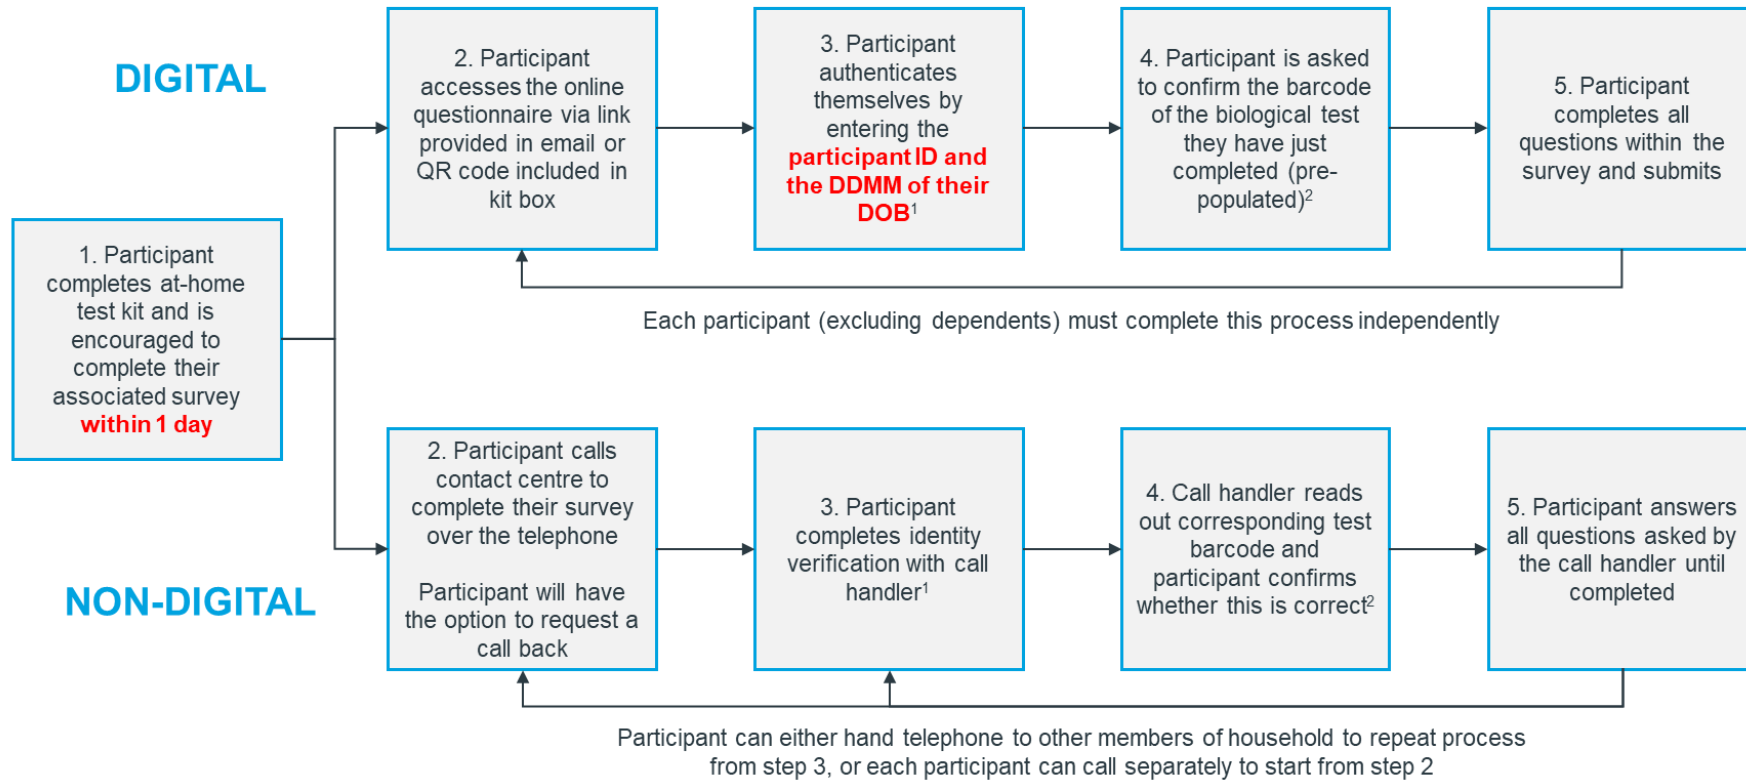 DIGITAL
2. Participant
accesses the online
questionnaire via link
provided in email or
QR code included in
kit box
3. Participant
authenticates
themselves by
entering the
participant ID and
the DDMM of their
DOB¹
4. Participant is asked
to confirm the barcode
of the biological test
they have just
completed (pre-
populated)²
5. Participant
completes all
questions within the
survey and submits
Each participant (excluding dependents) must complete this process independently
1. Participant
completes at-home
test kit and is
encouraged to
complete their
associated survey
within 1 day
NON-DIGITAL
2. Participant calls
contact centre to
complete their survey
over the telephone
Participant will have
the option to request a
call back
3. Participant
completes identity
verification with call
handler¹
4. Call handler reads
out corresponding test
barcode and
participant confirms
whether this is correct²
5. Participant answers
all questions asked by
the call handler until
completed
Participant can either hand telephone to other members of household to repeat process
from step 3, or each participant can call separately to start from step 2